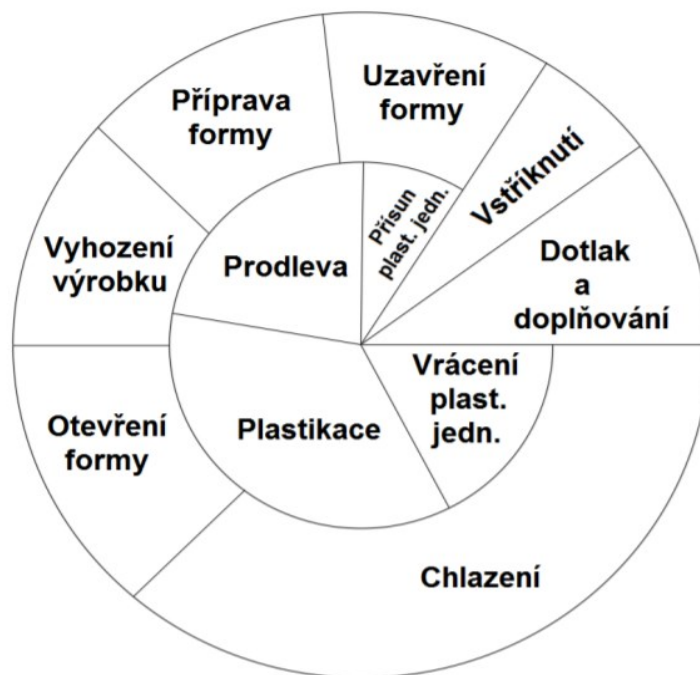 Příprava
formy
Uzavření
formy
Vstříknutí
Přísun
plast. jedn.
Vyhození
výrobku
Prodleva
Dotlak
a
doplňování
Vrácení
plast.
jedn.
Otevření
formy
Plastikace
Chlazení